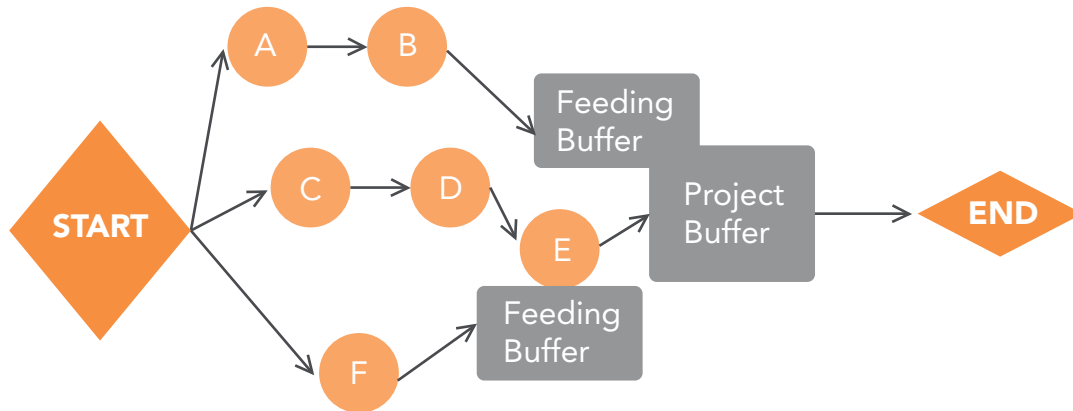 A
B
Feeding
Buffer
START
C
D
E
Project
Buffer
END
Feeding
Buffer
F